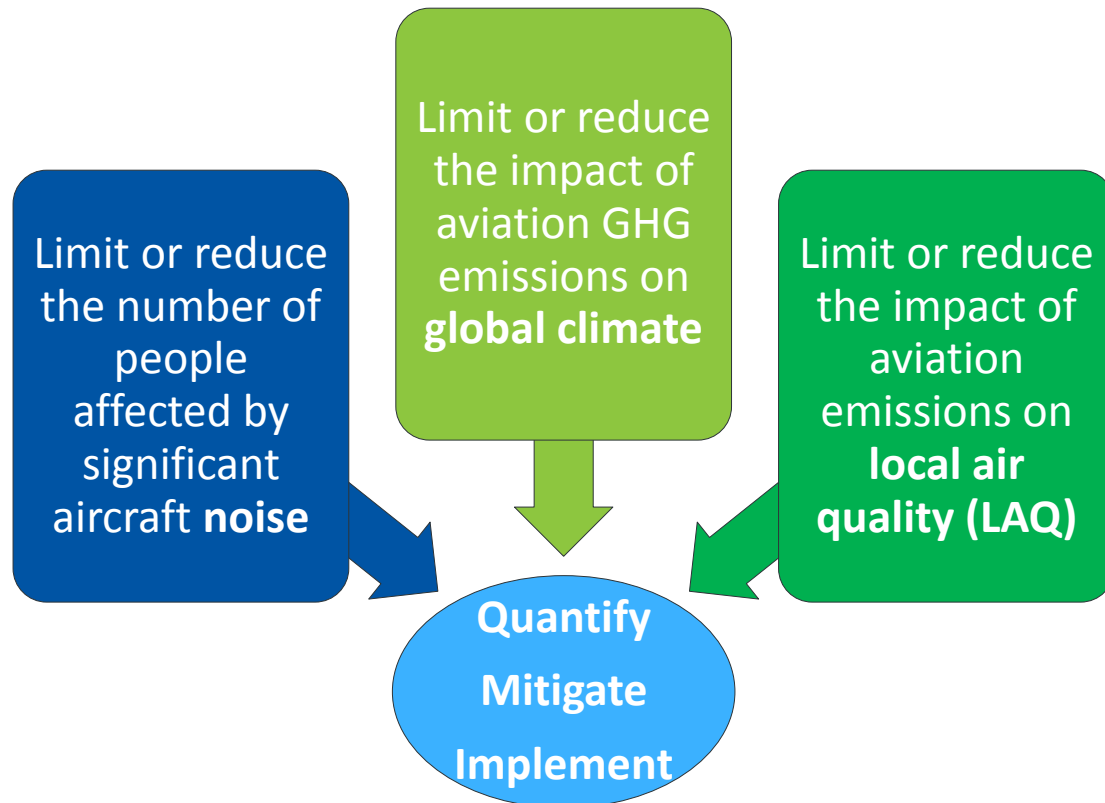 Limit or reduce
the number of
people
affected by
significant
aircraft noise
Limit or reduce
the impact of
aviation GHG
emissions on
global climate
Limit or reduce
the impact of
aviation
emissions on
local air
quality (LAQ)
Quantify
Mitigate
Implement